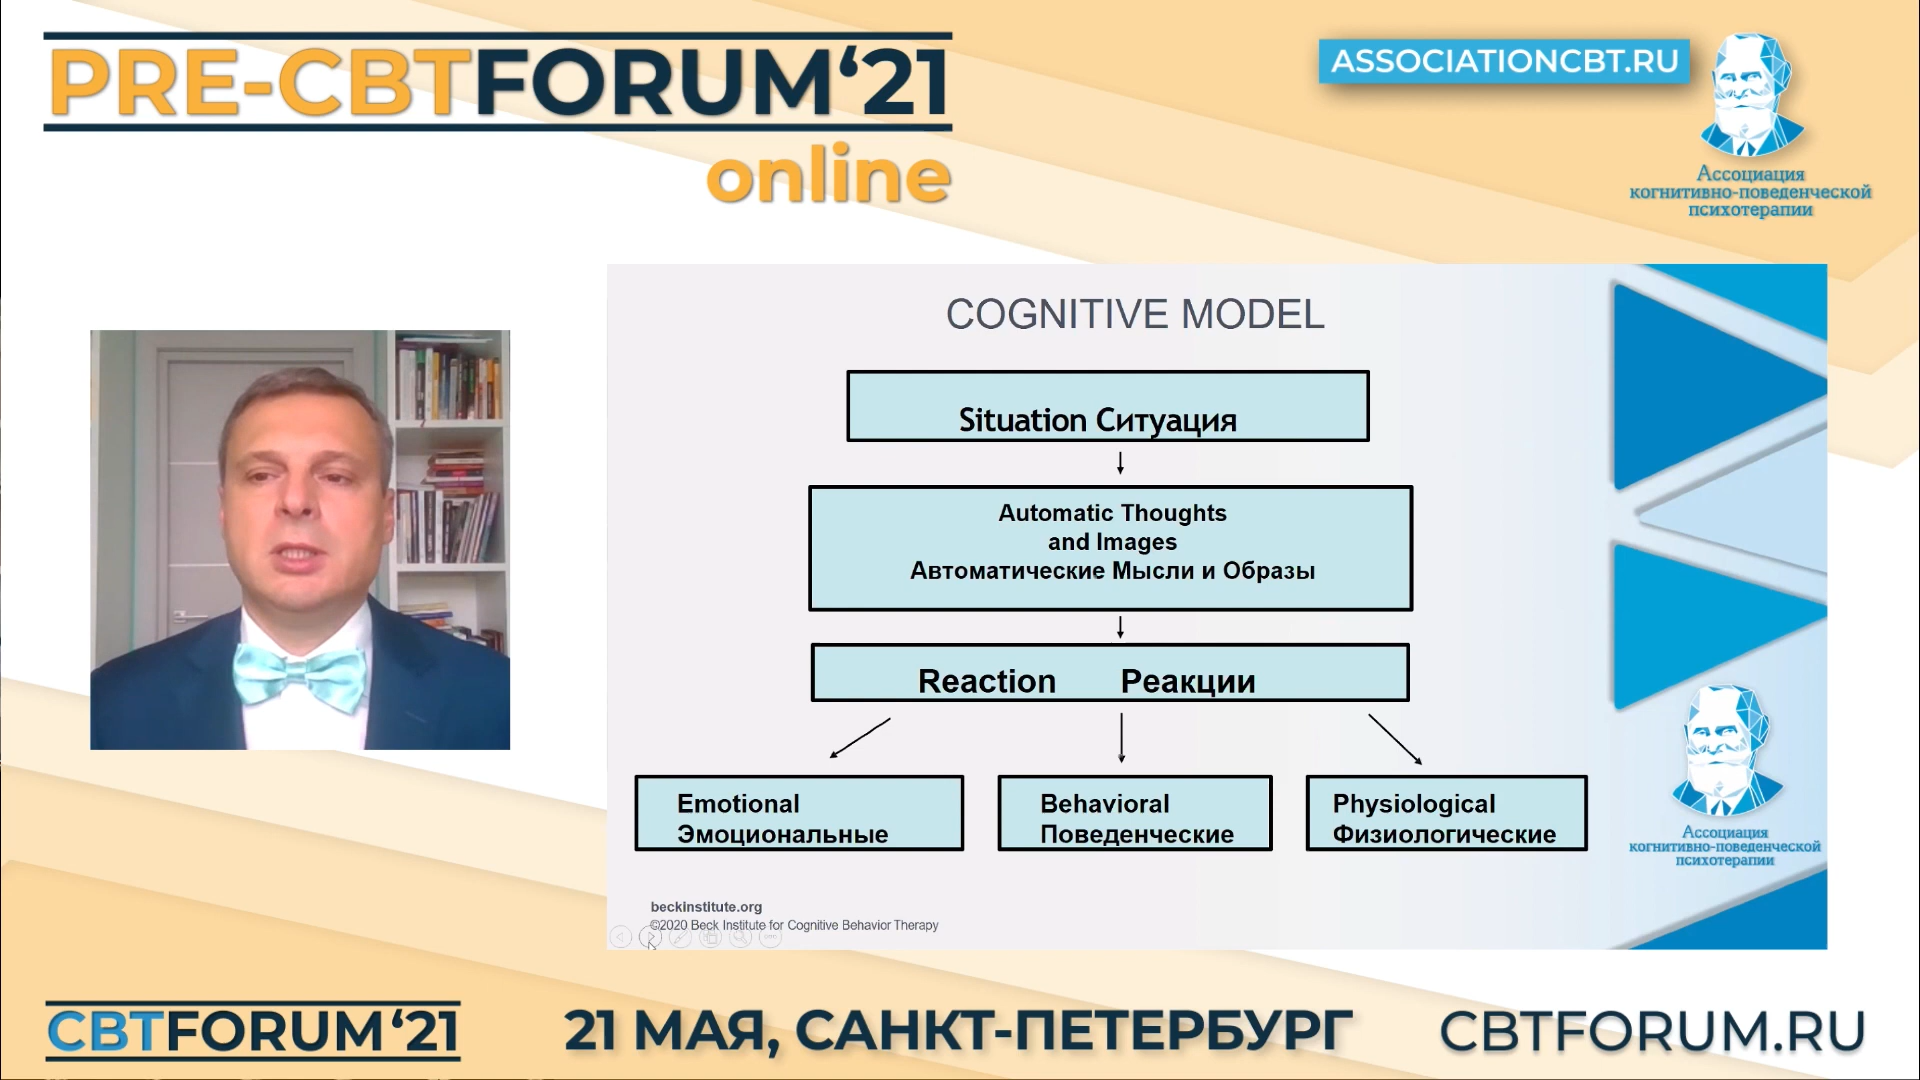 PRE-CBTFORUM‘21
online
ASSOCIATIONCBT.RU
Ассоциация
когнитивно-поведенческой
психотерапии
COGNITIVE MODEL
Situation Ситуация
Automatic Thoughts
and Images
Автоматические Мысли и Образы
Reaction Реакции
Emotional
Эмоциональные
Behavioral
Поведенческие
Physiological
Физиологические
Ассоциация
когнитивно-поведенческой
психотерапии
beckinstitute.org
©2020 Beck Institute for Cognitive Behavior Therapy
CBTFORUM‘21
21 МАЯ, САНКТ-ПЕТЕРБУРГ
CBTFORUM.RU